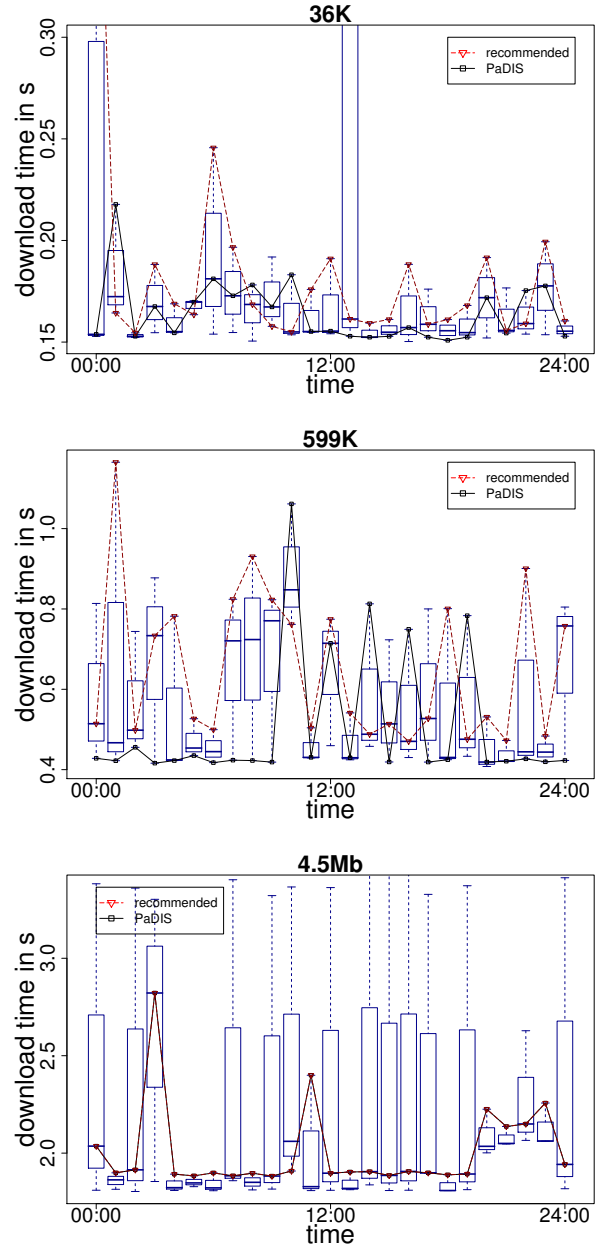 36K
download time in s
0.30
0.25
0.20
0.15
recommended
PaDIS
00:00
12:00
24:00
time
599K
download time in s
1.0
0.8
0.6
0.4
recommended
PaDIS
00:00
12:00
24:00
time
4.5Mb
download time in s
3.0
2.5
2.0
recommended
PaDIS
00:00
12:00
24:00
time